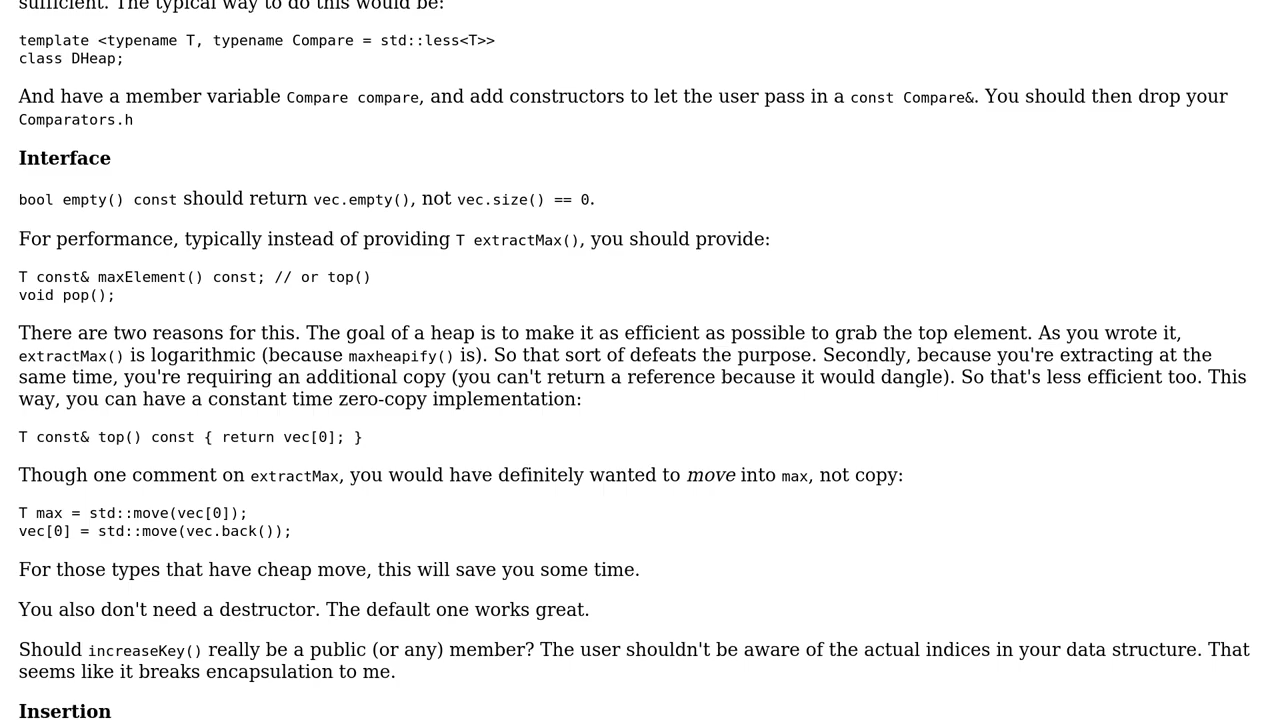 sufficient. The typical way to do this would be:
template <typename T, typename Compare = std::less<T>>
class DHeap;
And have a member variable Compare compare, and add constructors to let the user pass in a const Compare&. You should then drop your
Comparators.h
Interface
bool empty() const should return vec.empty(), not vec.size() == 0.
For performance, typically instead of providing T extractMax(), you should provide:
T const& maxElement() const; // or top()
void pop();
There are two reasons for this. The goal of a heap is to make it as efficient as possible to grab the top element. As you wrote it,
extractMax() is logarithmic (because maxheapify() is). So that sort of defeats the purpose. Secondly, because you're extracting at the
same time, you're requiring an additional copy (you can't return a reference because it would dangle). So that's less efficient too. This
way, you can have a constant time zero-copy implementation:
T const& top() const { return vec[0]; }
Though one comment on extractMax, you would have definitely wanted to move into max, not copy:
T max = std::move(vec[0]);
vec[0] = std::move(vec.back());
For those types that have cheap move, this will save you some time.
You also don't need a destructor. The default one works great.
Should increaseKey() really be a public (or any) member? The user shouldn't be aware of the actual indices in your data structure. That
seems like it breaks encapsulation to me.
Insertion